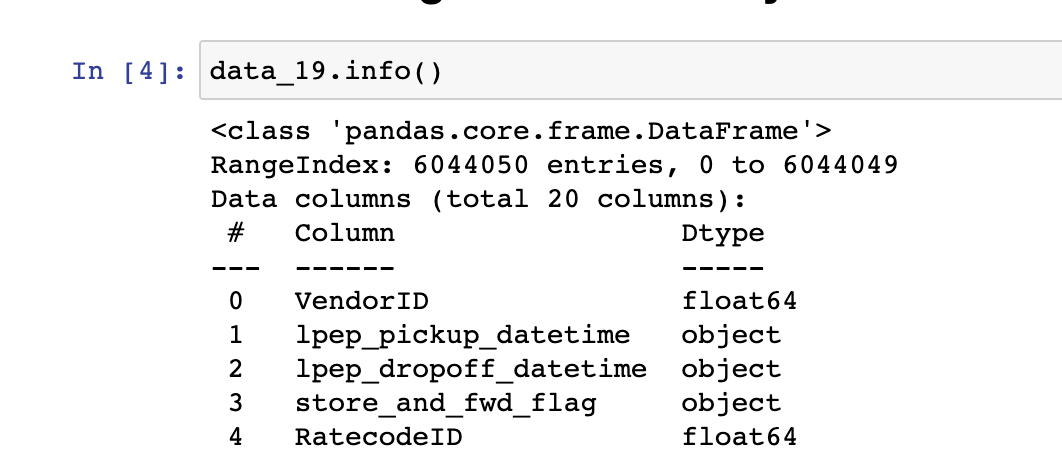 In [4]: data_19.info()
<class 'pandas.core.frame.DataFrame'>
RangeIndex: 6044050 entries, 0 to 6044049
Data columns (total 20 columns):
 #   Column                 Dtype
---  ------                 -----
 0   VendorID               float64
 1   lpep_pickup_datetime   object
 2   lpep_dropoff_datetime  object
 3   store_and_fwd_flag     object
 4   RatecodeID             float64